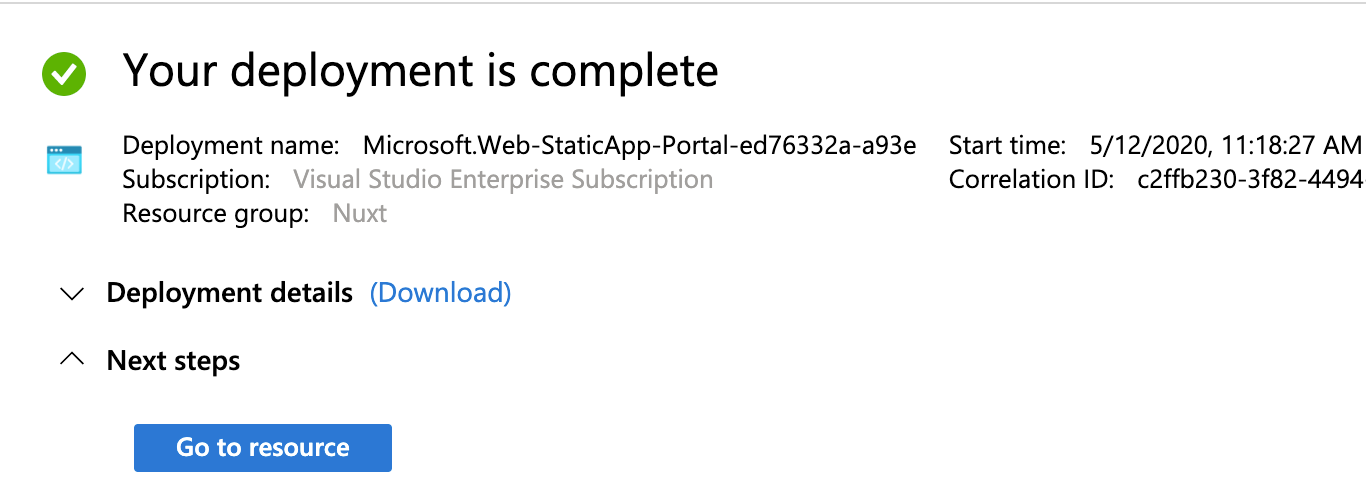 Your deployment is complete
Deployment name: Microsoft.Web-StaticApp-Portal-ed76332a-a93e Start time: 5/12/2020, 11:18:27 AM
Subscription: Visual Studio Enterprise Subscription Correlation ID: c2ffb230-3f82-4494-
Resource group: Nuxt
Deployment details (Download)
Next steps
Go to resource